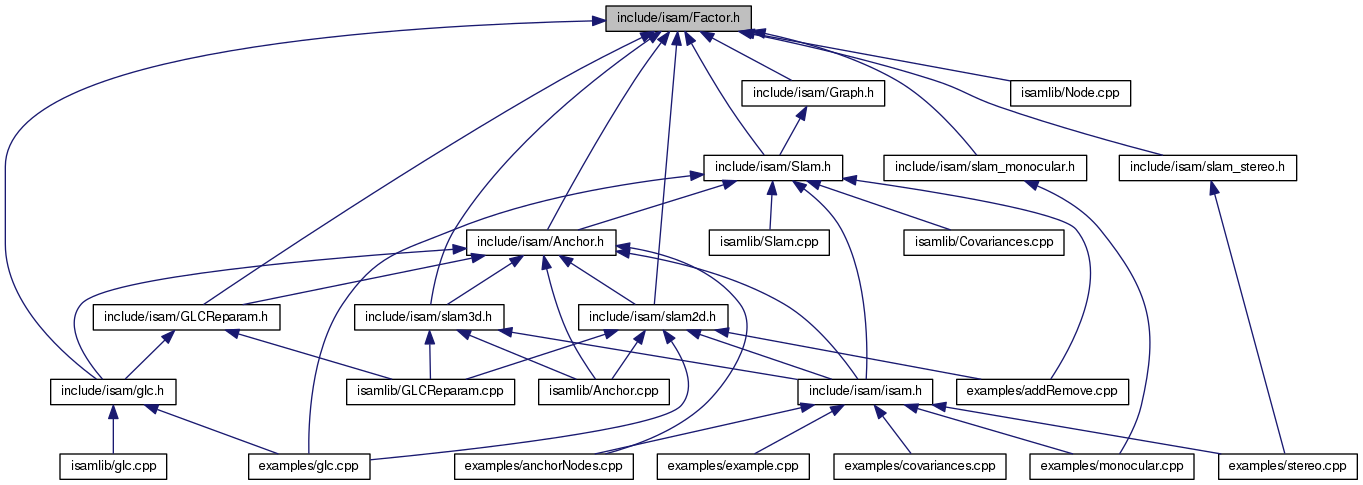 include/isam/Factor.h
include/isam/Graph.h
isamlib/Node.cpp
include/isam/Slam.h
include/isam/slam_monocular.h
include/isam/slam_stereo.h
include/isam/Anchor.h
isamlib/Slam.cpp
isamlib/Covariances.cpp
include/isam/GLCReparam.h
include/isam/slam3d.h
include/isam/slam2d.h
include/isam/glc.h
isamlib/GLCReparam.cpp
isamlib/Anchor.cpp
include/isam/isam.h
examples/addRemove.cpp
isamlib/glc.cpp
examples/glc.cpp
examples/anchorNodes.cpp
examples/example.cpp
examples/covariances.cpp
examples/monocular.cpp
examples/stereo.cpp